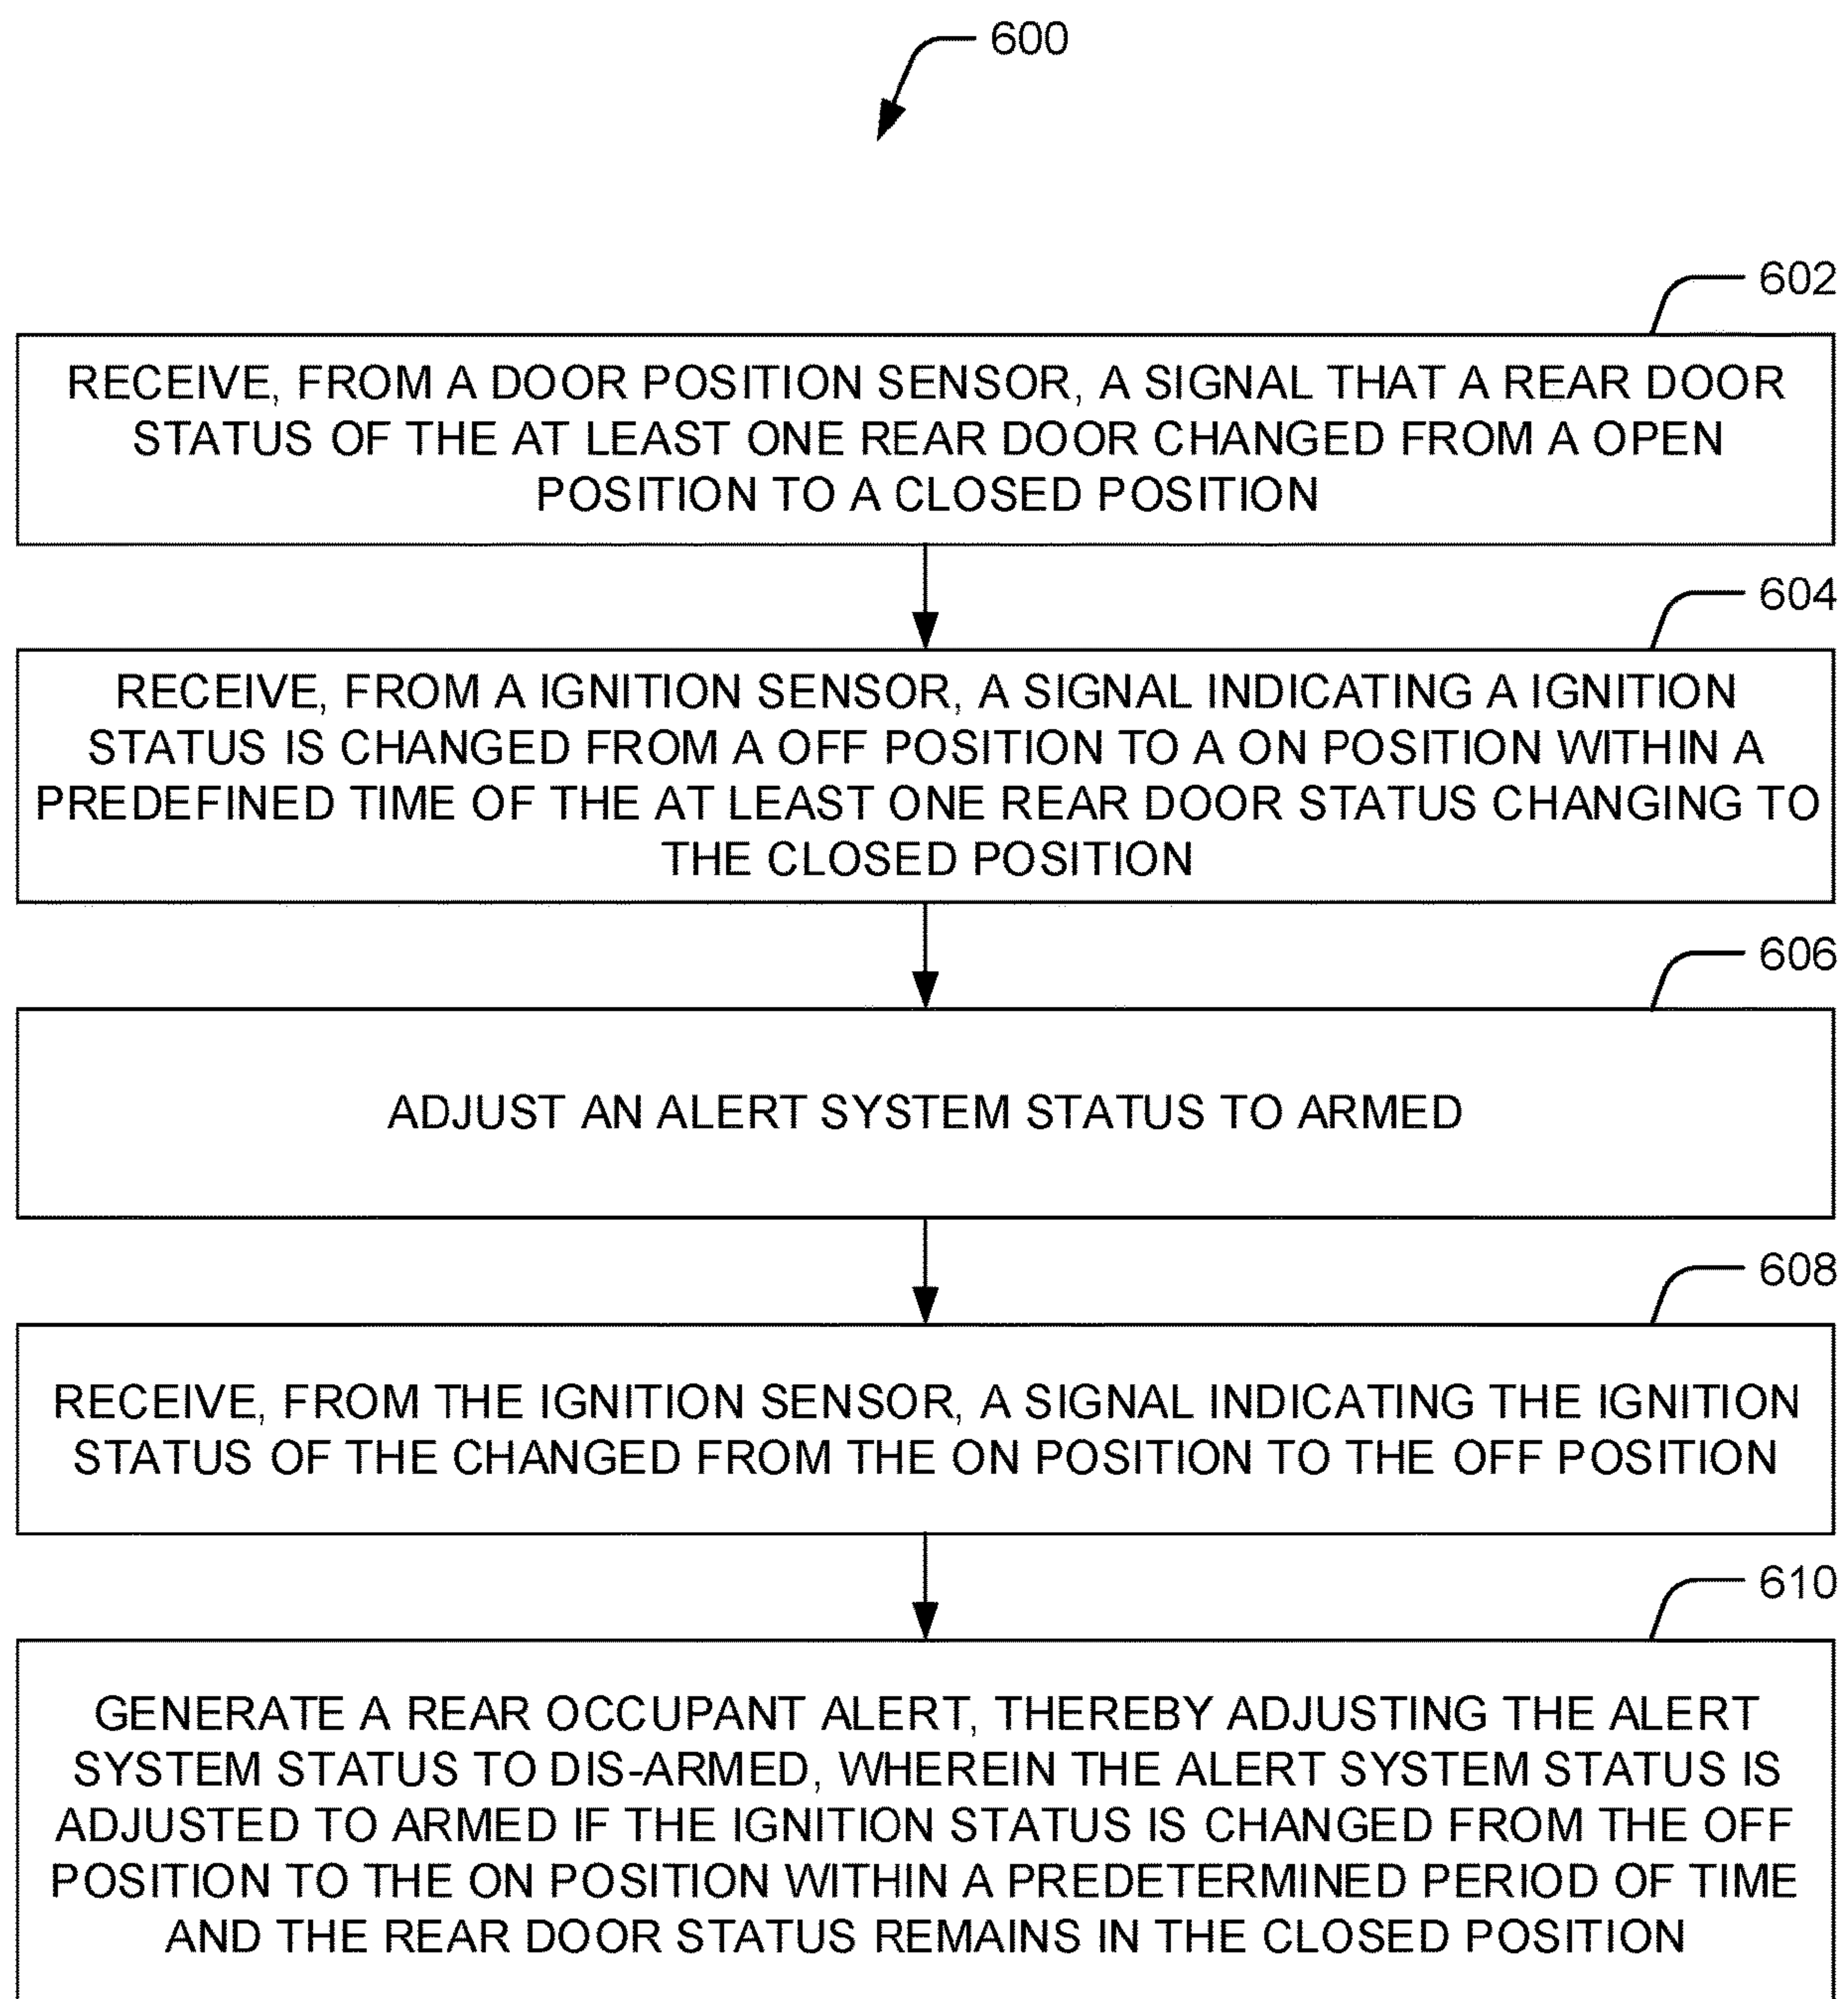 600
602
RECEIVE, FROM A DOOR POSITION SENSOR, A SIGNAL THAT A REAR DOOR
STATUS OF THE AT LEAST ONE REAR DOOR CHANGED FROM A OPEN
POSITION TO A CLOSED POSITION
604
RECEIVE, FROM A IGNITION SENSOR, A SIGNAL INDICATING A IGNITION
STATUS IS CHANGED FROM A OFF POSITION TO A ON POSITION WITHIN A
PREDEFINED TIME OF THE AT LEAST ONE REAR DOOR STATUS CHANGING TO
THE CLOSED POSITION
606
ADJUST AN ALERT SYSTEM STATUS TO ARMED
608
RECEIVE, FROM THE IGNITION SENSOR, A SIGNAL INDICATING THE IGNITION
STATUS OF THE CHANGED FROM THE ON POSITION TO THE OFF POSITION
610
GENERATE A REAR OCCUPANT ALERT, THEREBY ADJUSTING THE ALERT
SYSTEM STATUS TO DIS-ARMED, WHEREIN THE ALERT SYSTEM STATUS IS
ADJUSTED TO ARMED IF THE IGNITION STATUS IS CHANGED FROM THE OFF
POSITION TO THE ON POSITION WITHIN A PREDETERMINED PERIOD OF TIME
AND THE REAR DOOR STATUS REMAINS IN THE CLOSED POSITION